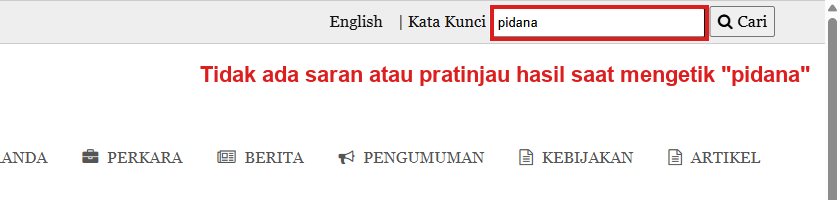 English | Kata Kunci pidana Cari
Tidak ada saran atau pratinjau hasil saat mengetik "pidana"
ANDA PERKARA BERITA PENGUMUMAN KEBIJAKAN ARTIKEL